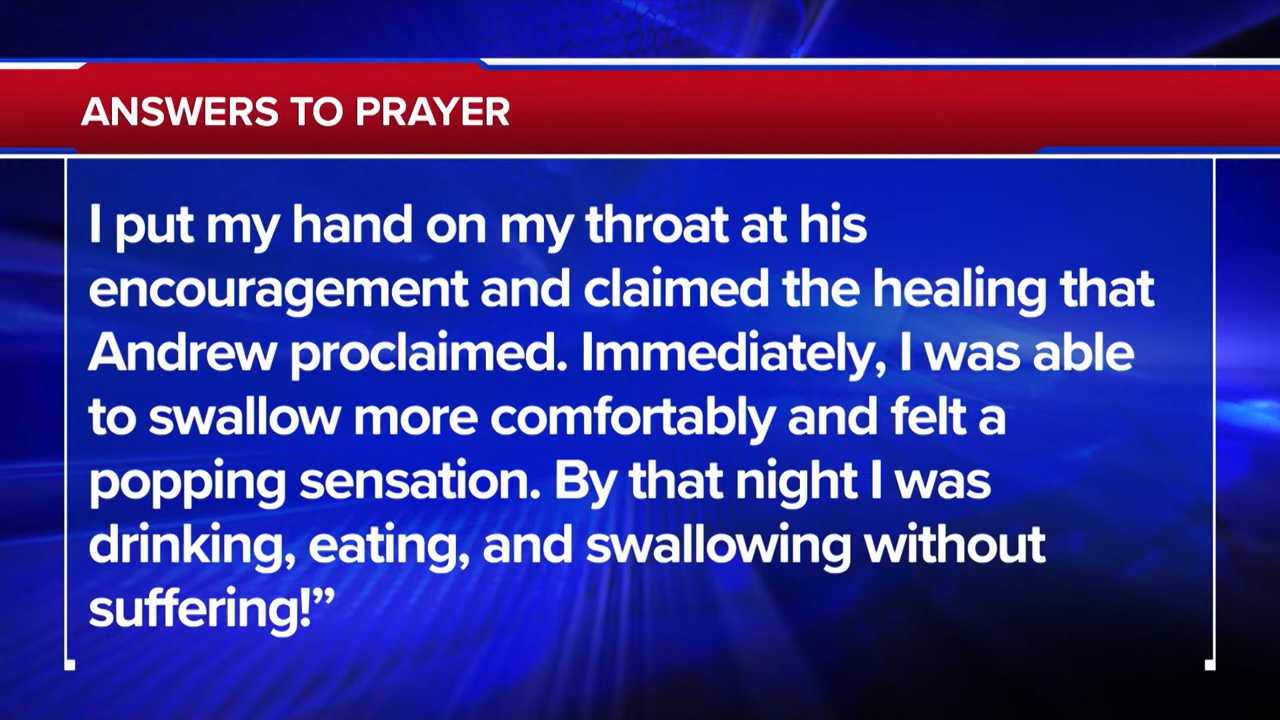 ANSWERS TO PRAYER
I put my hand on my throat at his
encouragement and claimed the healing that
Andrew proclaimed. Immediately, I was able
to swallow more comfortably and felt a
popping sensation. By that night I was
drinking, eating, and swallowing without
suffering!”